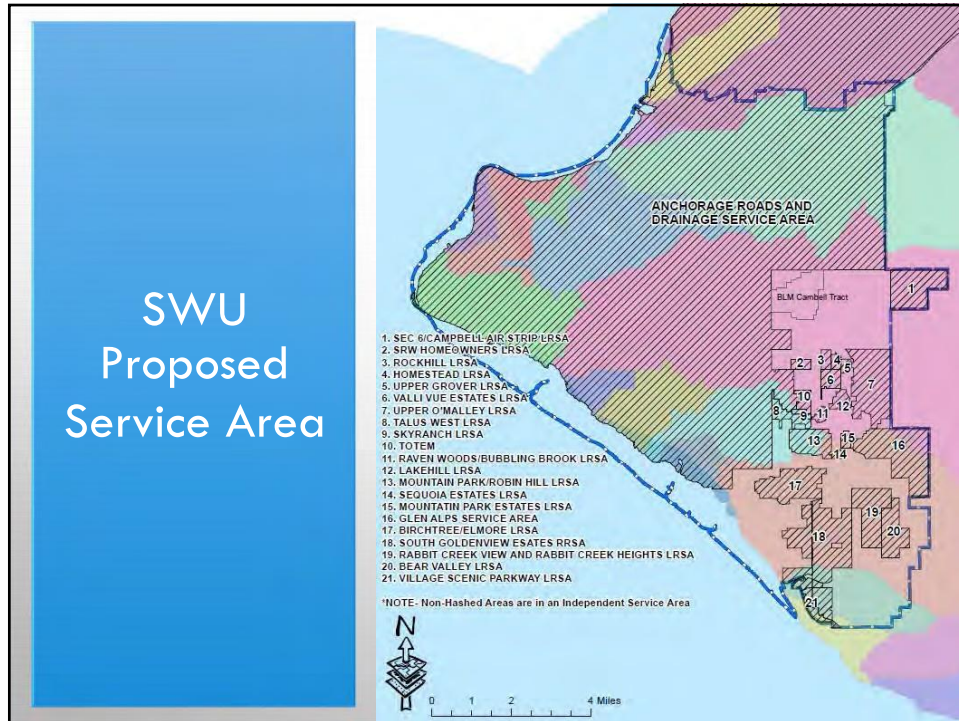 SWU
Proposed
Service Area
ANCHORAGE ROADS AND
DRAINAGE SERVICE AREA
BLM Cambell Tract
1. SEC 6/CAMPBELL AIR STRIP LRSA
2. SRW HOMEOWNERS LRSA
3. ROCKHILL LRSA
4. HOMESTEAD LRSA
5. UPPER GROVER LRSA
6. VALLI VUE ESTATES LRSA
7. UPPER O'MALLEY LRSA
8. TALUS WEST LRSA
9. SKYRANCH LRSA
10. TOTEM
11. RAVEN WOODS/BUBBLING BROOK LRSA
12. LAKEHILL LRSA
13. MOUNTAIN PARK/ROBIN HILL LRSA
14. SEQUOIA ESTATES LRSA
15. MOUNTATIN PARK ESTATES LRSA
16. GLEN ALPS SERVICE AREA
17. BIRCHTREE/ELMORE LRSA
18. SOUTH GOLDENVIEW ESATES RRSA
19. RABBIT CREEK VIEW AND RABBIT CREEK HEIGHTS LRSA
20. BEAR VALLEY LRSA
21. VILLAGE SCENIC PARKWAY LRSA
*NOTE- Non-Hashed Areas are in an Independent Service Area
1
2
3
4
5
6
7
10
12
8
9
11
13
15
14
16
17
19
18
20
21
N
0 1 2 4 Miles